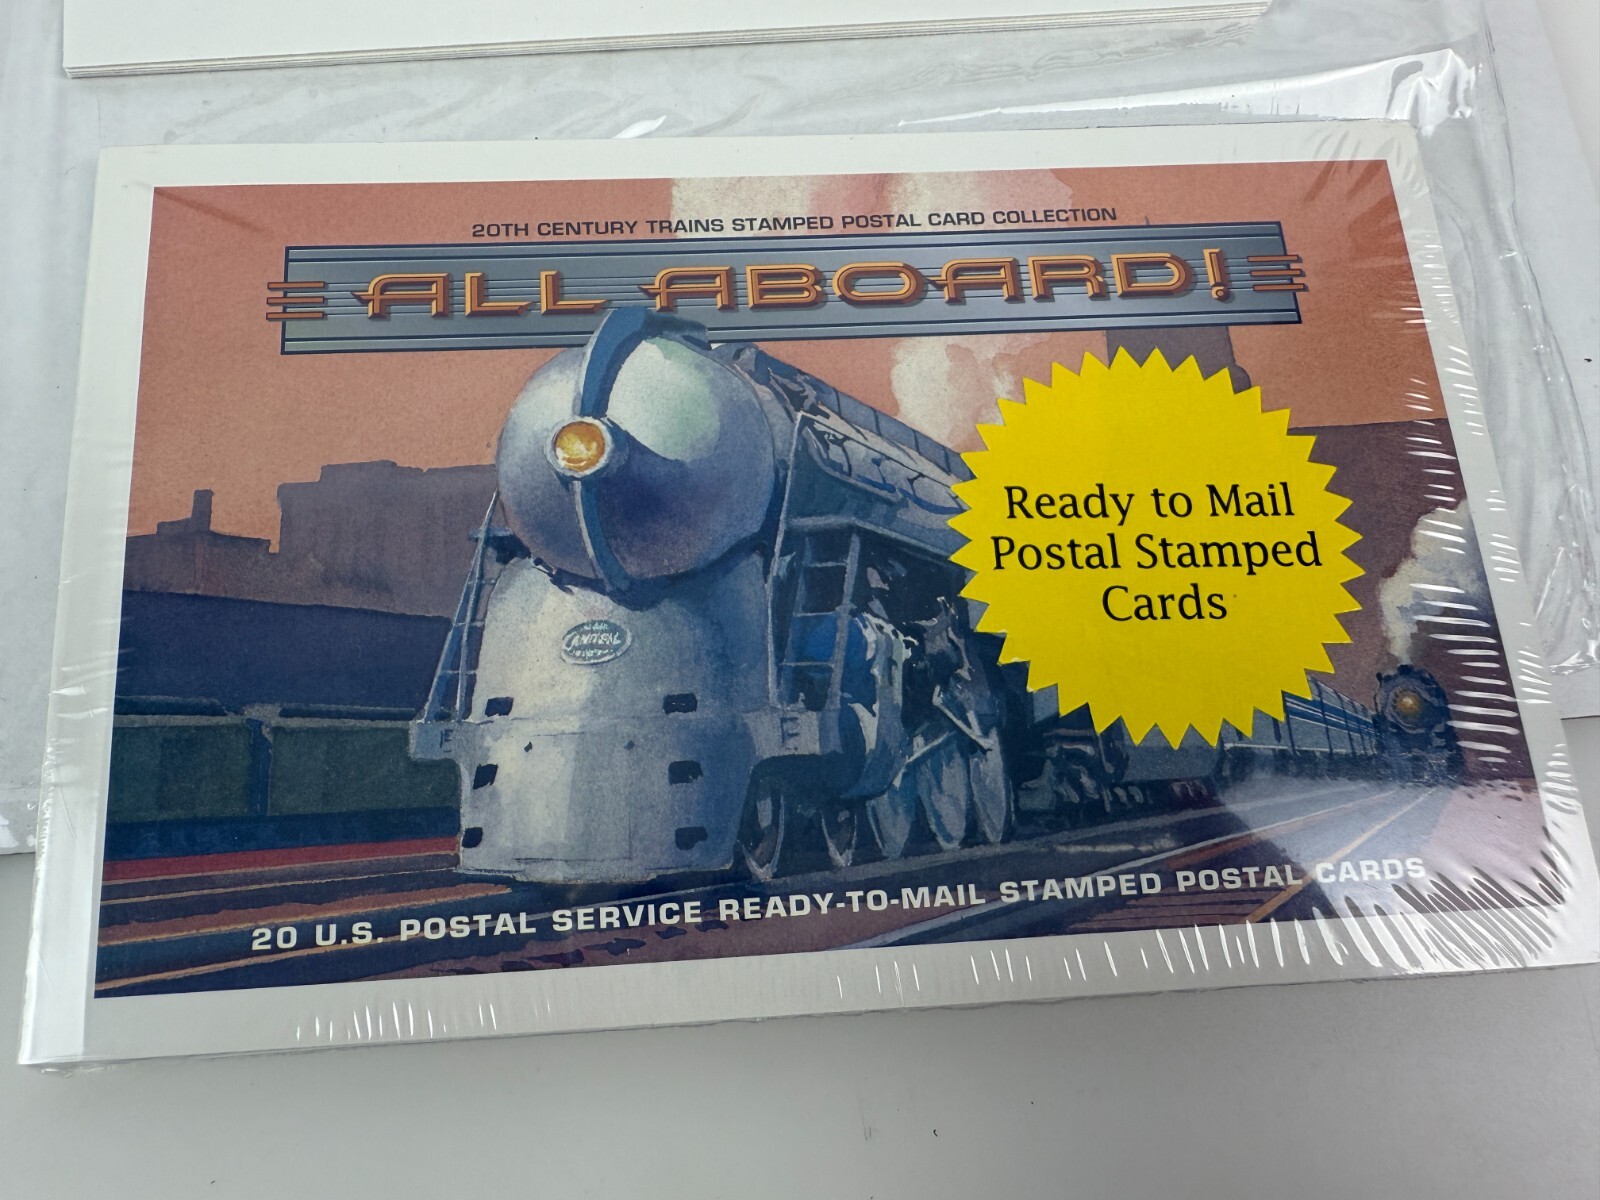 20TH CENTURY TRAINS STAMPED POSTAL CARD COLLECTION
ALL ABOARD!
Ready to Mail
Postal Stamped
Cards
CENTRAL
20 U.S. POSTAL SERVICE READY-TO-MAIL STAMPED POSTAL CARDS